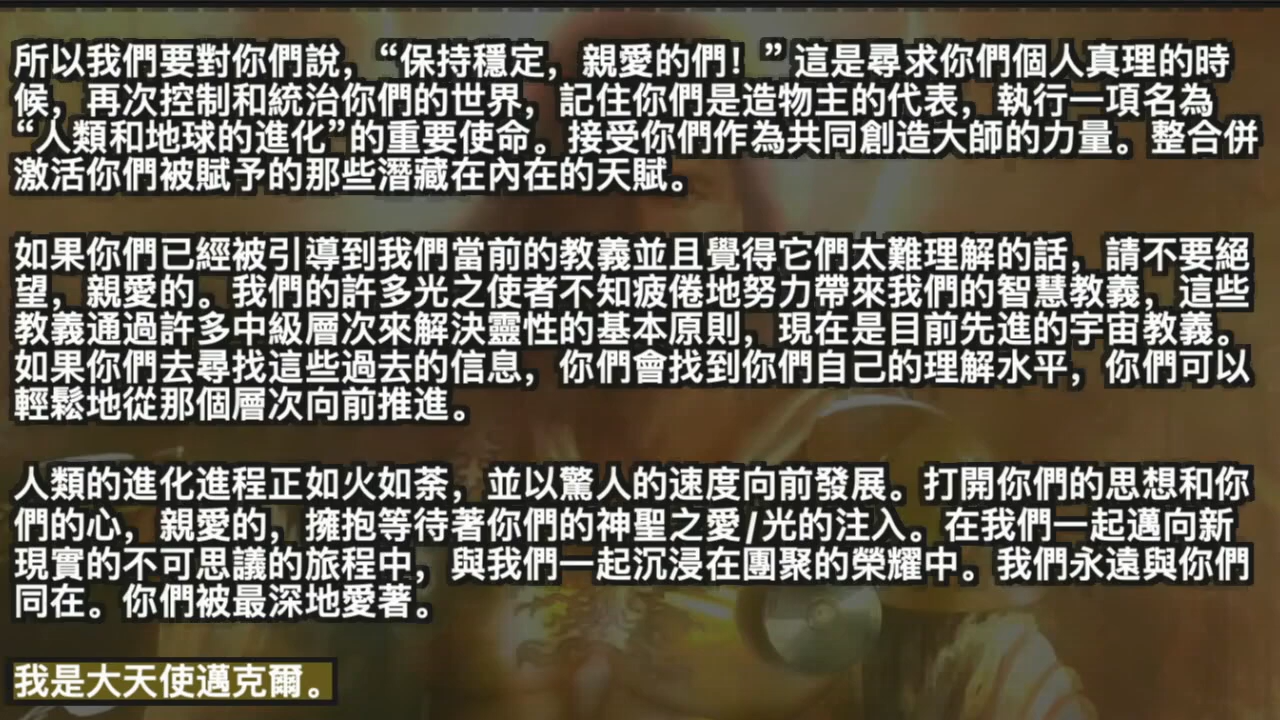 所以我們要對你們說，“保持穩定，親愛的們！”這是尋求你們個人真理的時
候，再次控制和統治你們的世界，記住你們是造物主的代表，執行一項名為
“人類和地球的進化”的重要使命。接受你們作為共同創造大師的力量。整合併
激活你們被賦予的那些潛藏在內在的天賦。
如果你們已經被引導到我們當前的教義並且覺得它們太難理解的話，請不要絕
望，親愛的。我們的許多光之使者不知疲倦地努力帶來我們的智慧教義，這些
教義通過許多中級層次來解決靈性的基本原則，現在是目前先進的宇宙教義。
如果你們去尋找這些過去的信息，你們會找到你們自己的理解水平，你們可以
輕鬆地從那個層次向前推進。
人類的進化進程正如火如荼，並以驚人的速度向前發展。打開你們的思想和你
們的心，親愛的，擁抱等待著你們的神聖之愛/光的注入。在我們一起邁向新
現實的不可思議的旅程中，與我們一起沉浸在團聚的榮耀中。我們永遠與你們
同在。你們被最深地愛著。
我是大天使邁克爾。